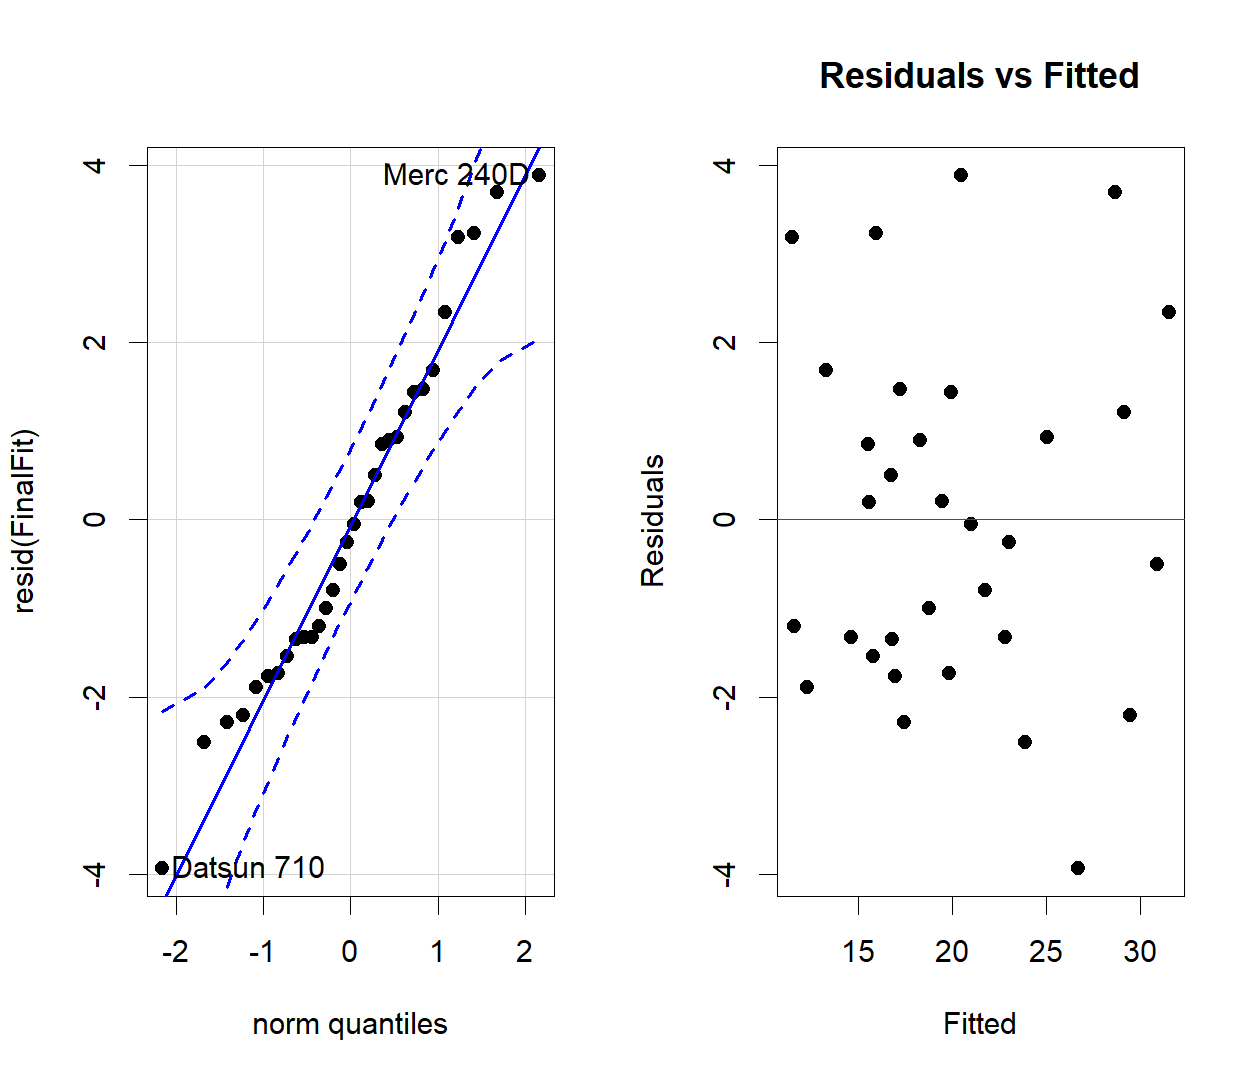 resid(FinalFit)
4
2
0
-2
-4
Merc 240D
Datsun 710
-2 -1 0 1 2
norm quantiles
Residuals vs Fitted
Residuals
4
2
0
-2
-4
15 20 25 30
Fitted